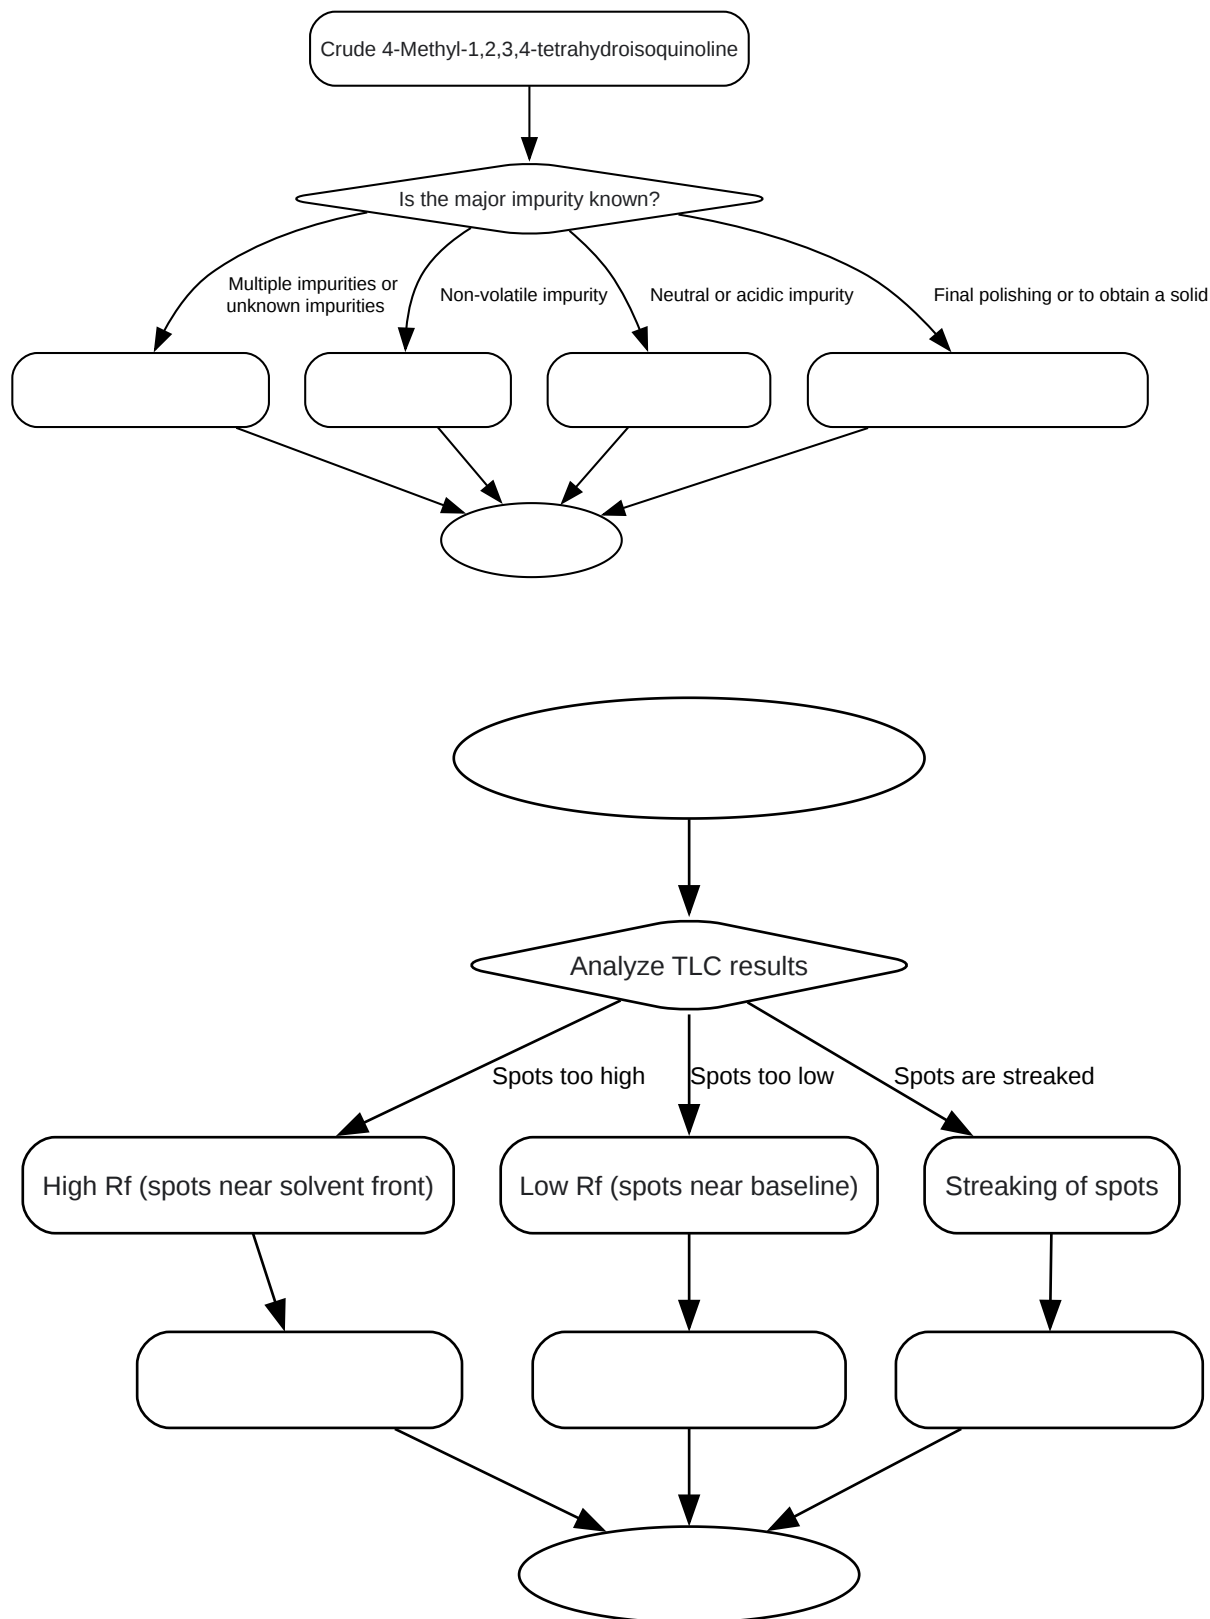 Crude 4-Methyl-1,2,3,4-tetrahydroisoquinoline
Is the major impurity known?
Multiple impurities or
unknown impurities
Non-volatile impurity
Neutral or acidic impurity
Final polishing or to obtain a solid
Analyze TLC results
Spots too high
Spots too low
Spots are streaked
High Rf (spots near solvent front)
Low Rf (spots near baseline)
Streaking of spots